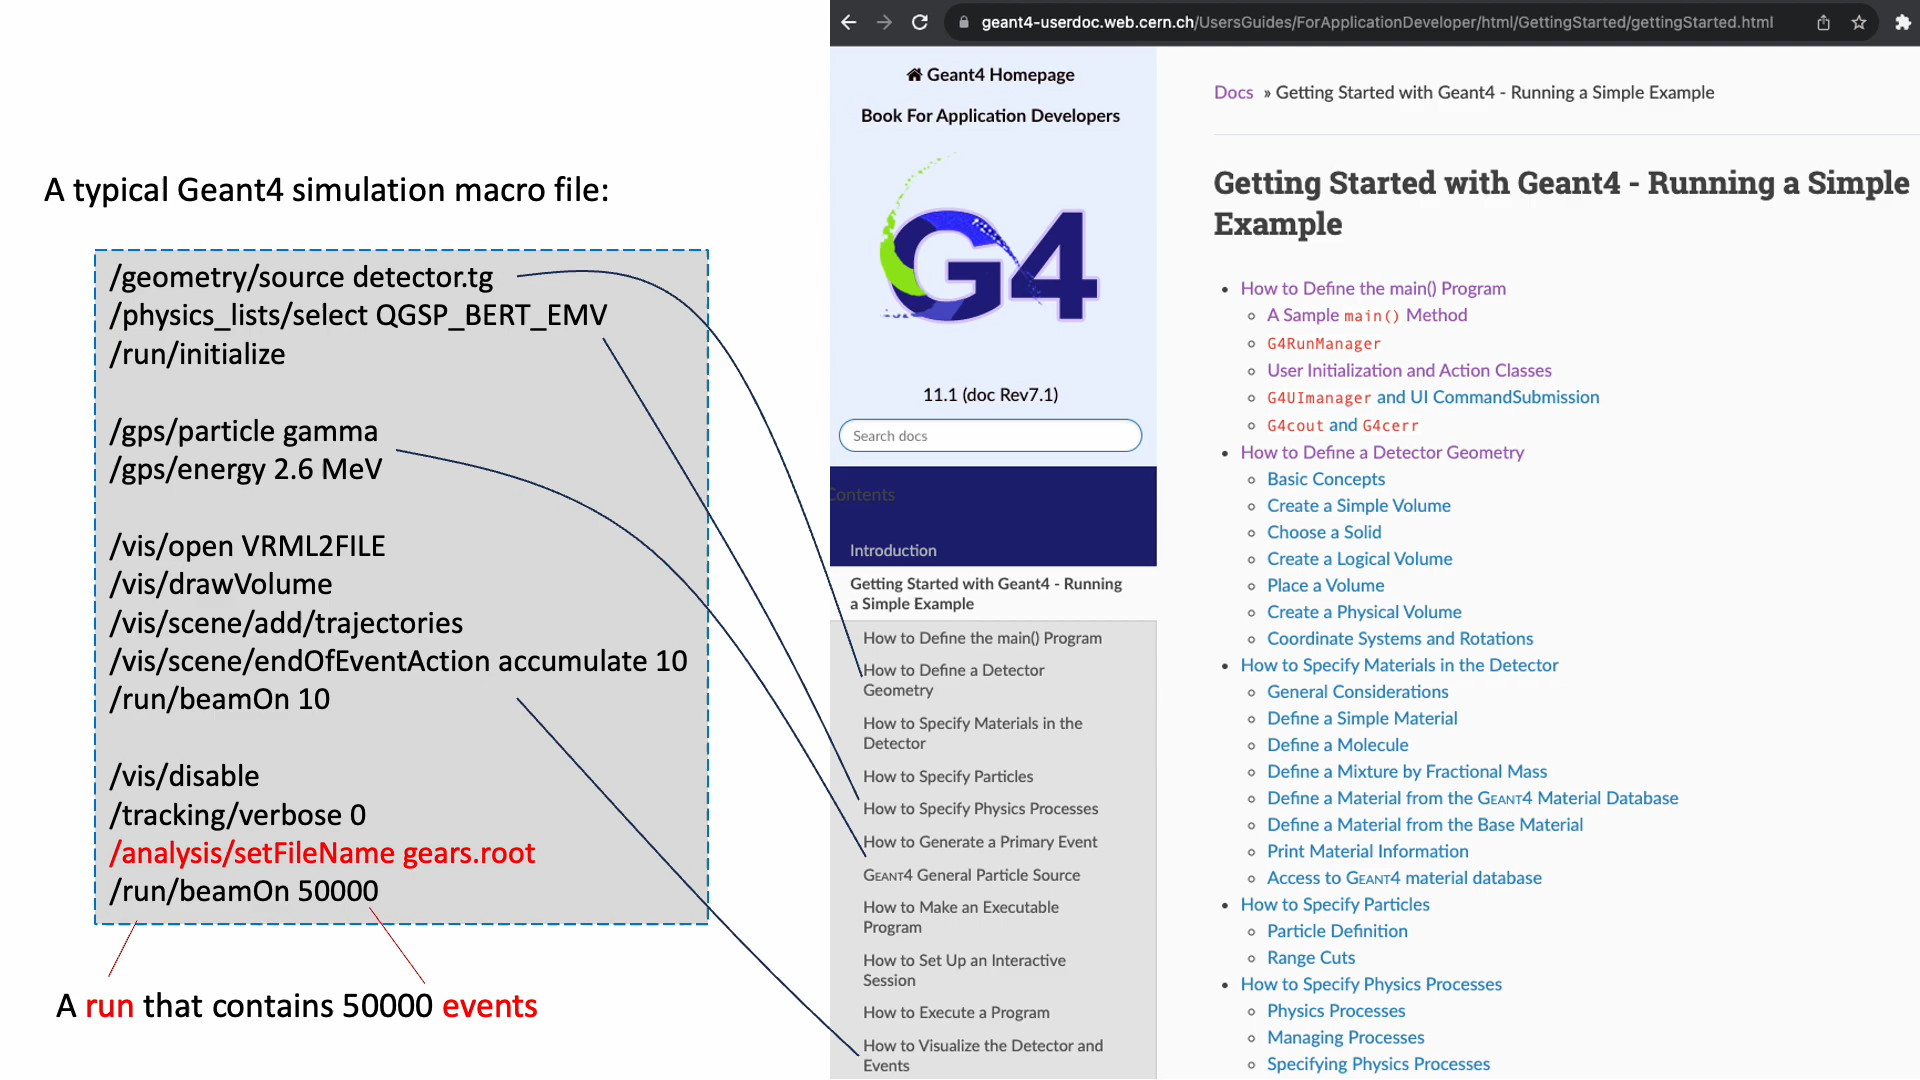 A typical Geant4 simulation macro file:
/geometry/source detector.tg
/physics_lists/select QGSP_BERT_EMV
/run/initialize
/gps/particle gamma
/gps/energy 2.6 MeV
/vis/open VRML2FILE
/vis/drawVolume
/vis/scene/add/trajectories
/vis/scene/endOfEventAction accumulate 10
/run/beamOn 10
/vis/disable
/tracking/verbose 0
/analysis/setFileName gears.root
/run/beamOn 50000
A run that contains 50000 events
geant4-userdoc.web.cern.ch/UsersGuides/ForApplicationDeveloper/html/GettingStarted/gettingStarted.html
Geant4 Homepage
Book For Application Developers
G4
11.1 (doc Rev7.1)
Search docs
Contents
Introduction
Getting Started with Geant4 - Running
a Simple Example
How to Define the main() Program
How to Define a Detector
Geometry
How to Specify Materials in the
Detector
How to Specify Particles
How to Specify Physics Processes
How to Generate a Primary Event
GEANT4 General Particle Source
How to Make an Executable
Program
How to Set Up an Interactive
Session
How to Execute a Program
How to Visualize the Detector and
Events
Docs » Getting Started with Geant4 - Running a Simple Example
Getting Started with Geant4 - Running a Simple
Example
• How to Define the main() Program
◦ A Sample main() Method
◦ G4RunManager
◦ User Initialization and Action Classes
◦ G4UImanager and UI CommandSubmission
◦ G4cout and G4cerr
• How to Define a Detector Geometry
◦ Basic Concepts
◦ Create a Simple Volume
◦ Choose a Solid
◦ Create a Logical Volume
◦ Place a Volume
◦ Create a Physical Volume
◦ Coordinate Systems and Rotations
• How to Specify Materials in the Detector
◦ General Considerations
◦ Define a Simple Material
◦ Define a Molecule
◦ Define a Mixture by Fractional Mass
◦ Define a Material from the GEANT4 Material Database
◦ Define a Material from the Base Material
◦ Print Material Information
◦ Access to GEANT4 material database
• How to Specify Particles
◦ Particle Definition
◦ Range Cuts
• How to Specify Physics Processes
◦ Physics Processes
◦ Managing Processes
◦ Specifying Physics Processes